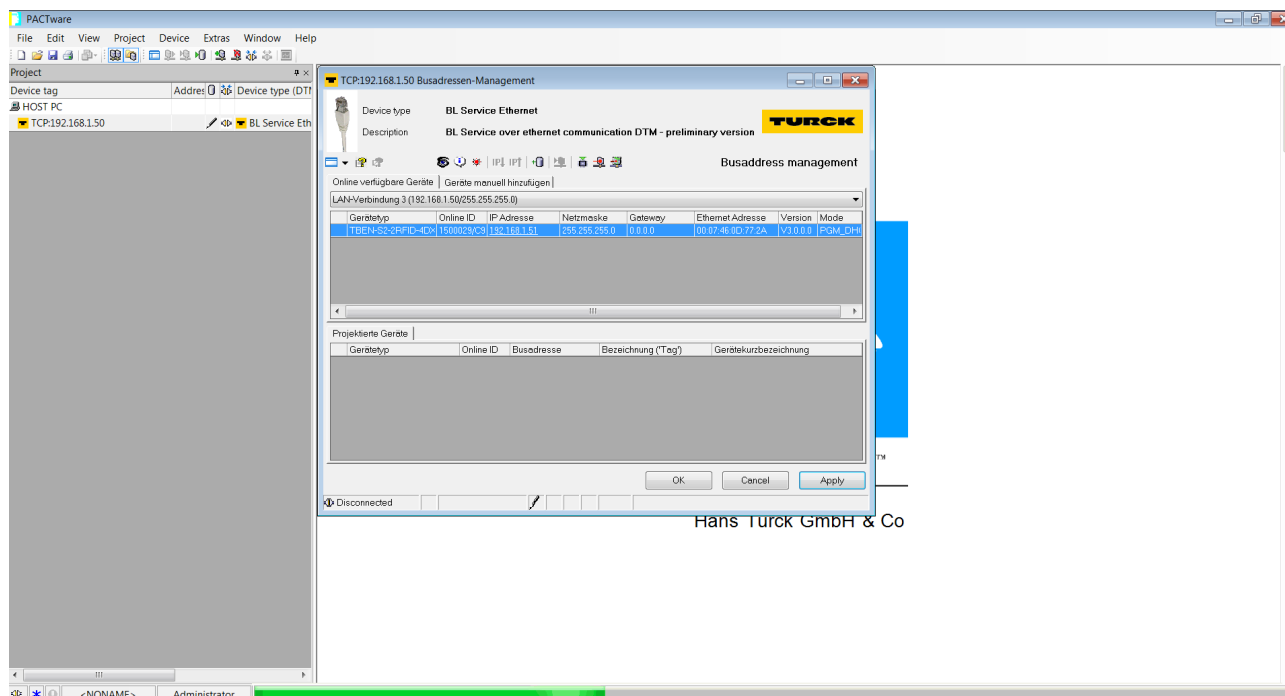 PACTware
File Edit View Project Device Extras Window Help
Project
Device tag Addres Device type (DTM
HOST PC
TCP:192.168.1.50 BL Service Eth
TCP:192.168.1.50 Busadressen-Management
Device type BL Service Ethernet
Description BL Service over ethernet communication DTM - preliminary version
TURCK
Busaddress management
Online verfügbare Geräte Geräte manuell hinzufügen
LAN-Verbindung 3 (192.168.1.50/255.255.255.0)
Gerätetyp Online ID IP Adresse Netzmaske Gateway Ethernet Adresse Version Mode
TBEN-S2-2RFID-4DX 1500029/C9 192.168.1.51 255.255.255.0 0.0.0.0 00:07:46:0D:77:2A V3.0.0.0 PGM_DH
Projektierte Geräte
Gerätetyp Online ID Busadresse Bezeichnung ('Tag') Gerätekurzbezeichnung
OK Cancel Apply
Disconnected
TM
Hans Turck GmbH & Co
<NONAME> Administrator